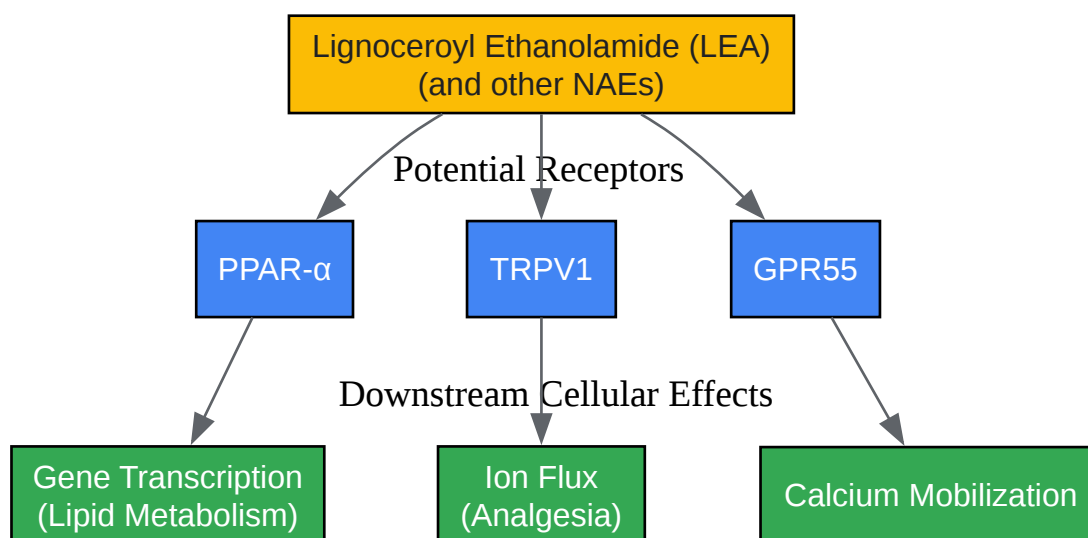 Lignoceroyl Ethanolamide (LEA)
(and other NAEs)
Potential Receptors
PPAR-α
TRPV1
GPR55
Downstream Cellular Effects
Gene Transcription
(Lipid Metabolism)
Ion Flux
(Analgesia)
Calcium Mobilization